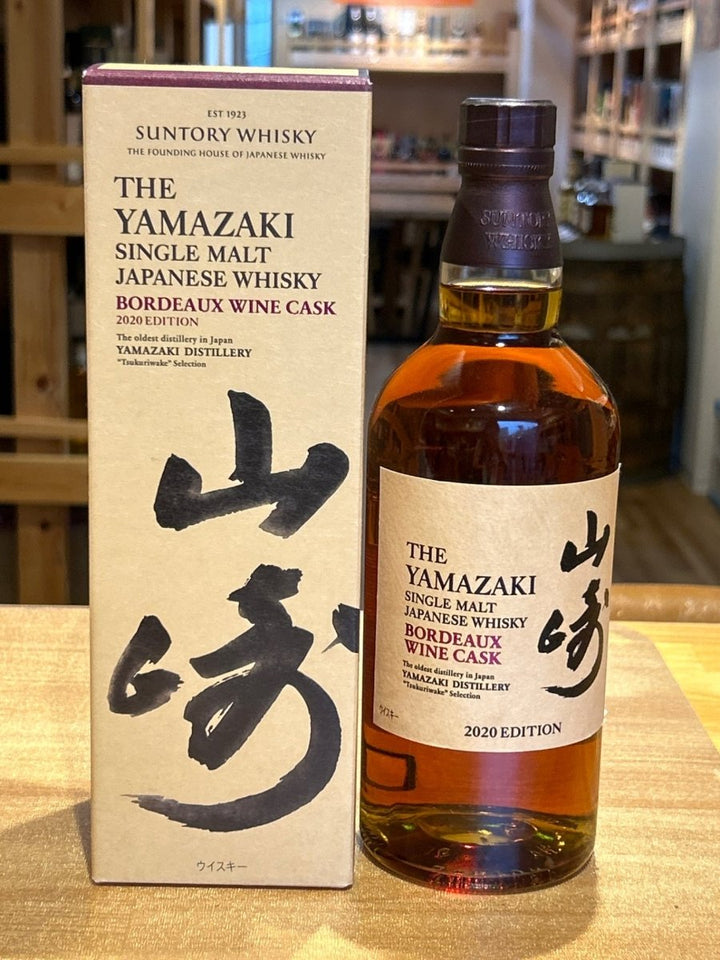 EST 1923
SUNTORY WHISKY
THE FOUNDING HOUSE OF JAPANESE WHISKY
THE
YAMAZAKI
SINGLE MALT
JAPANESE WHISKY
BORDEAUX WINE CASK
2020 EDITION
The oldest distillery in Japan
YAMAZAKI DISTILLERY
"Tsukuriwake" Selection
山
崎
ウイスキー
SUNTORY
WHISKY
THE
YAMAZAKI
SINGLE MALT
JAPANESE WHISKY
BORDEAUX
WINE CASK
The oldest distillery in Japan
YAMAZAKI DISTILLERY
"Tsukuriwake" Selection
山
崎
ウイスキー
2020 EDITION